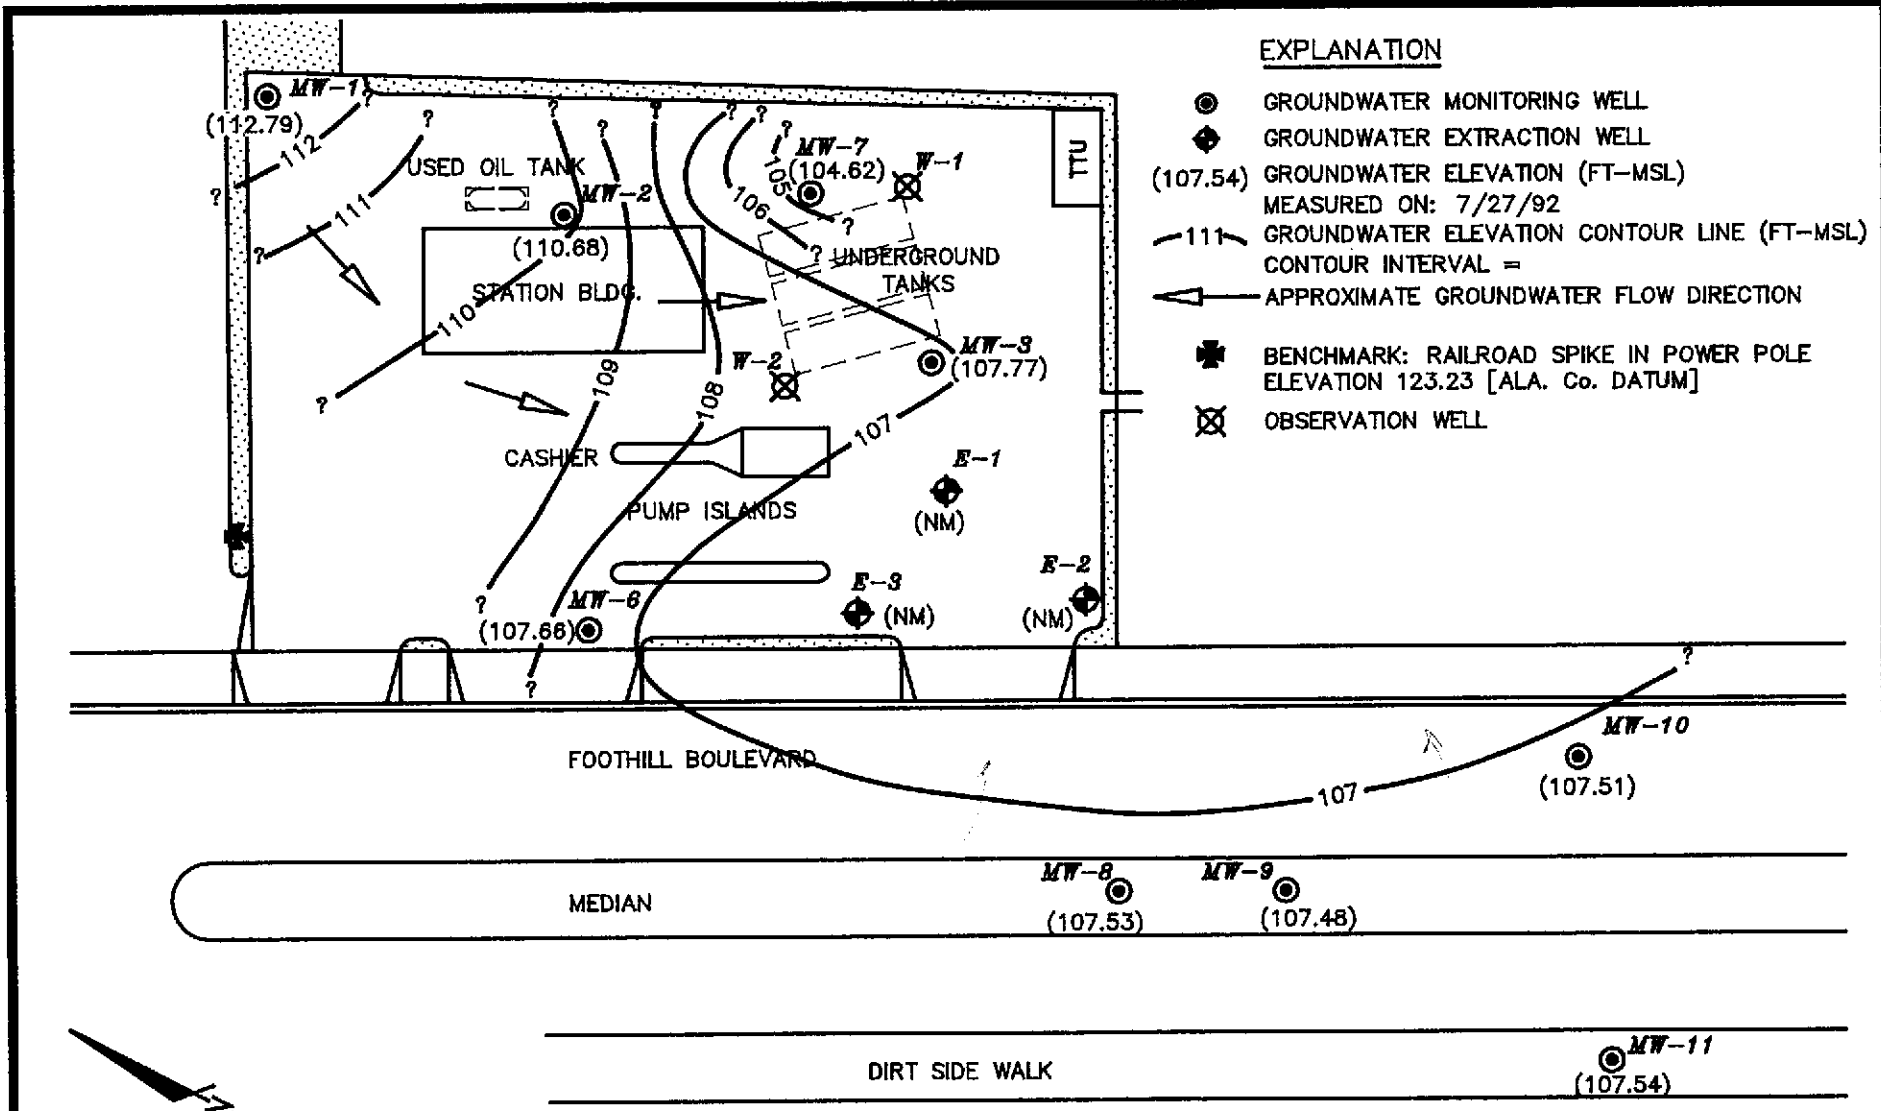 EXPLANATION
GROUNDWATER MONITORING WELL
GROUNDWATER EXTRACTION WELL
(107.54) GROUNDWATER ELEVATION (FT-MSL)
MEASURED ON: 7/27/92
111 GROUNDWATER ELEVATION CONTOUR LINE (FT-MSL)
CONTOUR INTERVAL =
APPROXIMATE GROUNDWATER FLOW DIRECTION
BENCHMARK: RAILROAD SPIKE IN POWER POLE
ELEVATION 123.23 [ALA. Co. DATUM]
OBSERVATION WELL
MW-1
(112.79)
?
112
?
?
111
?
USED OIL TANK
?
?
MW-2
(110.68)
STATION BLDG.
110
?
?
109
?
?
108
?
?
107
?
106
?
?
105
?
MW-7
(104.62)
W-1
TTU
UNDERGROUND
TANKS
W-2
MW-3
(107.77)
CASHIER
PUMP ISLANDS
E-1
(NM)
E-2
(NM)
E-3
(NM)
MW-6
(107.66)
FOOTHILL BOULEVARD
107
?
MW-10
(107.51)
MEDIAN
MW-8
(107.53)
MW-9
(107.48)
DIRT SIDE WALK
MW-11
(107.54)